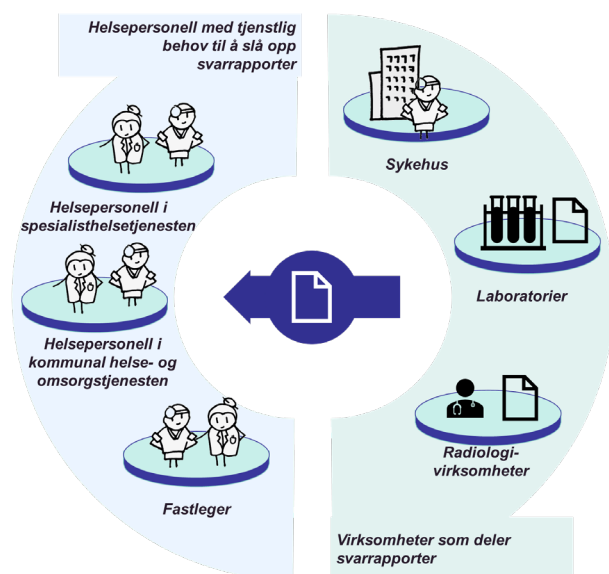 Helsepersonell med tjenstlig
behov til å slå opp
svarrapporter
Helsepersonell i
spesialisthelsetjenesten
Helsepersonell i
kommunal helse- og
omsorgstjenesten
Fastleger
Sykehus
Laboratorier
Radiologi-
virksomheter
Virksomheter som deler
svarrapporter